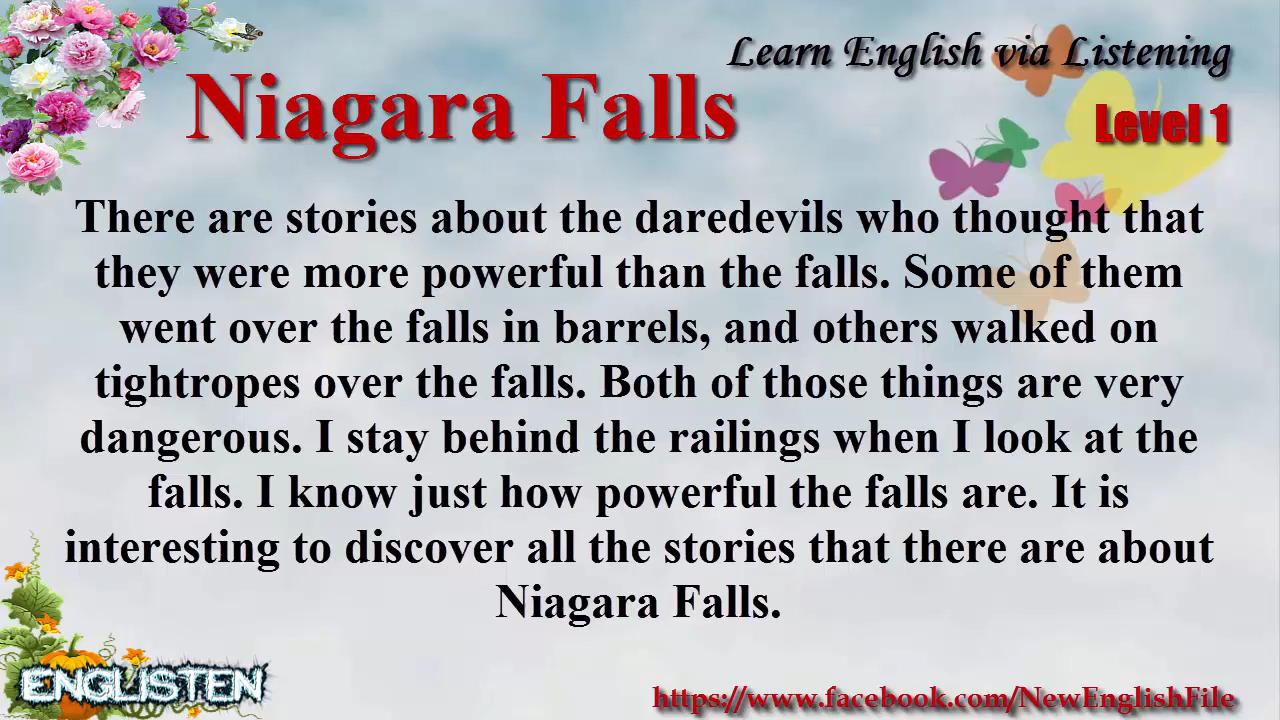 Learn English via Listening
Niagara Falls
Level 1
There are stories about the daredevils who thought that
they were more powerful than the falls. Some of them
went over the falls in barrels, and others walked on
tightropes over the falls. Both of those things are very
dangerous. I stay behind the railings when I look at the
falls. I know just how powerful the falls are. It is
interesting to discover all the stories that there are about
Niagara Falls.
ENGLISTEN
https://www.facebook.com/NewEnglishFile